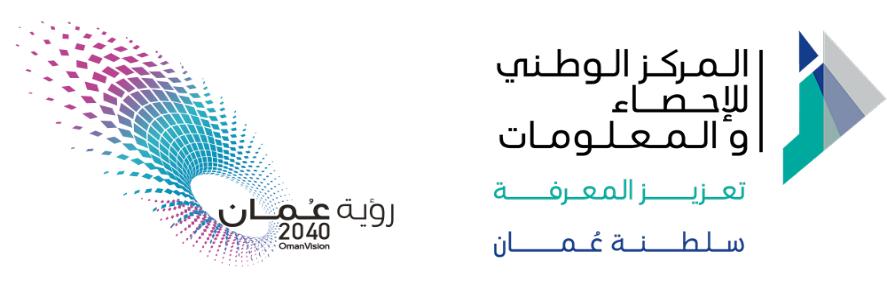 المركز الوطني
للإحصاء
والمعلومات
تعزيز المعرفة
سلطنة عُمان
رؤية عُمان
2040
OmanVision